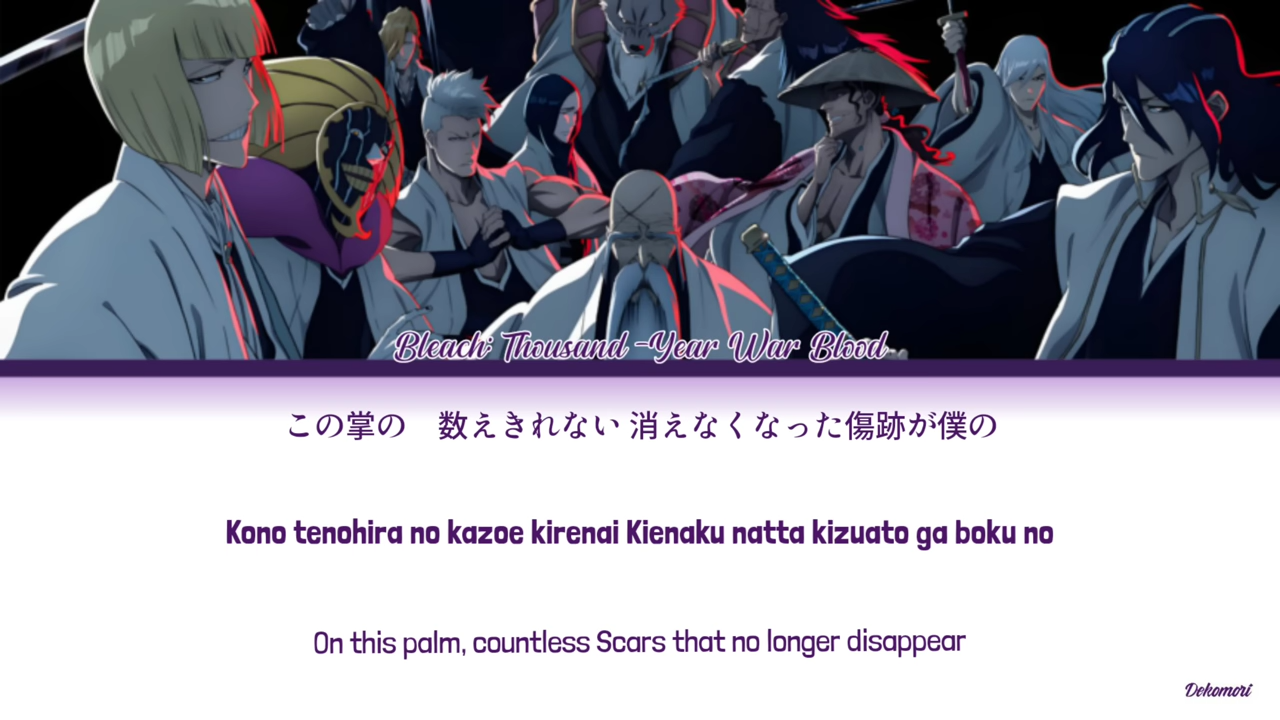 Bleach: Thousand-Year War Blood
この掌の　数えきれない 消えなくなった傷跡が僕の
Kono tenohira no kazoe kirenai Kienaku natta kizuato ga boku no
On this palm, countless Scars that no longer disappear
Dekomori